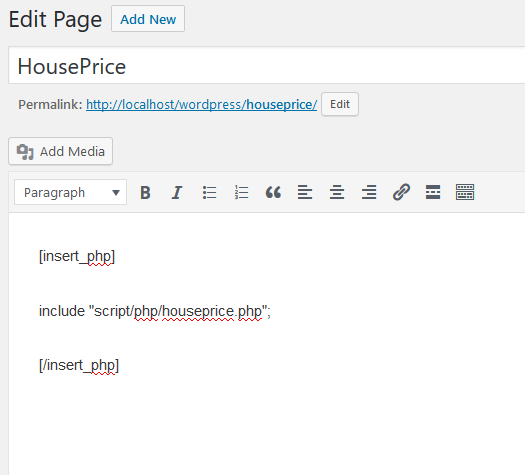 Edit Page Add New
HousePrice
Permalink: http://localhost/wordpress/houseprice/ Edit
Add Media
Paragraph B I
[insert_php]
include "script/php/houseprice.php";
[/insert_php]